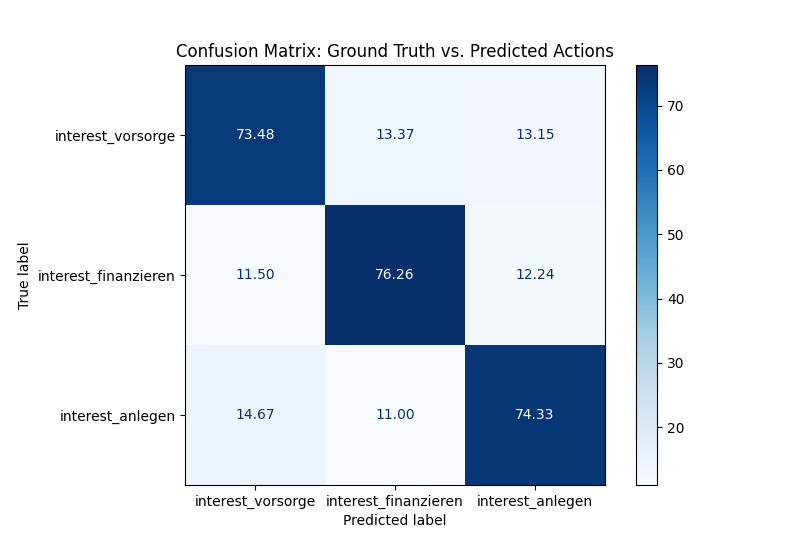 Confusion Matrix: Ground Truth vs. Predicted Actions
True label
interest_vorsorge 73.48 13.37 13.15
interest_finanzieren 11.50 76.26 12.24
interest_anlegen 14.67 11.00 74.33
interest_vorsorge interest_finanzieren interest_anlegen
Predicted label
70
60
50
40
30
20